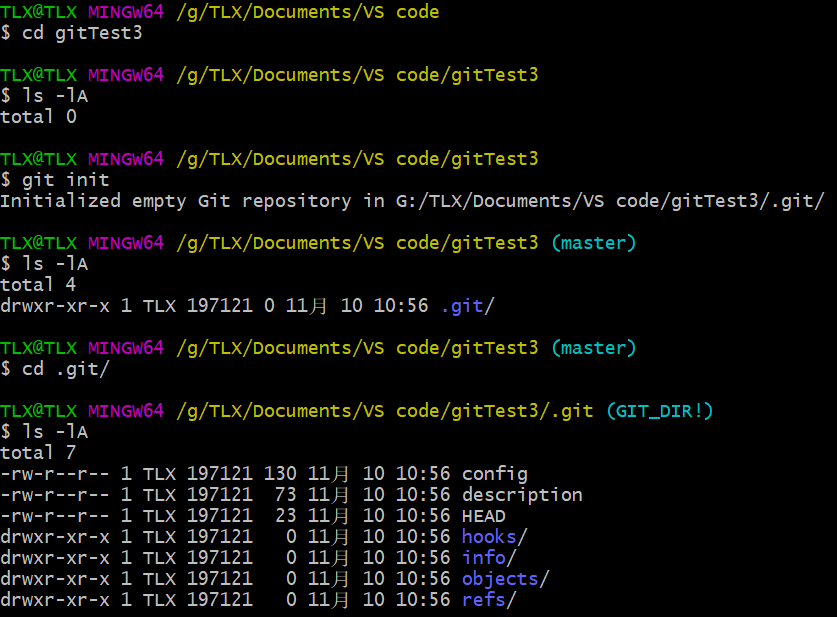 TLX@TLX MINGW64 /g/TLX/Documents/VS code
$ cd gitTest3
TLX@TLX MINGW64 /g/TLX/Documents/VS code/gitTest3
$ ls -lA
total 0
TLX@TLX MINGW64 /g/TLX/Documents/VS code/gitTest3
$ git init
Initialized empty Git repository in G:/TLX/Documents/VS code/gitTest3/.git/
TLX@TLX MINGW64 /g/TLX/Documents/VS code/gitTest3 (master)
$ ls -lA
total 4
drwxr-xr-x 1 TLX 197121 0 11月 10 10:56 .git/
TLX@TLX MINGW64 /g/TLX/Documents/VS code/gitTest3 (master)
$ cd .git/
TLX@TLX MINGW64 /g/TLX/Documents/VS code/gitTest3/.git (GIT_DIR!)
$ ls -lA
total 7
-rw-r--r-- 1 TLX 197121 130 11月 10 10:56 config
-rw-r--r-- 1 TLX 197121  73 11月 10 10:56 description
-rw-r--r-- 1 TLX 197121  23 11月 10 10:56 HEAD
drwxr-xr-x 1 TLX 197121   0 11月 10 10:56 hooks/
drwxr-xr-x 1 TLX 197121   0 11月 10 10:56 info/
drwxr-xr-x 1 TLX 197121   0 11月 10 10:56 objects/
drwxr-xr-x 1 TLX 197121   0 11月 10 10:56 refs/